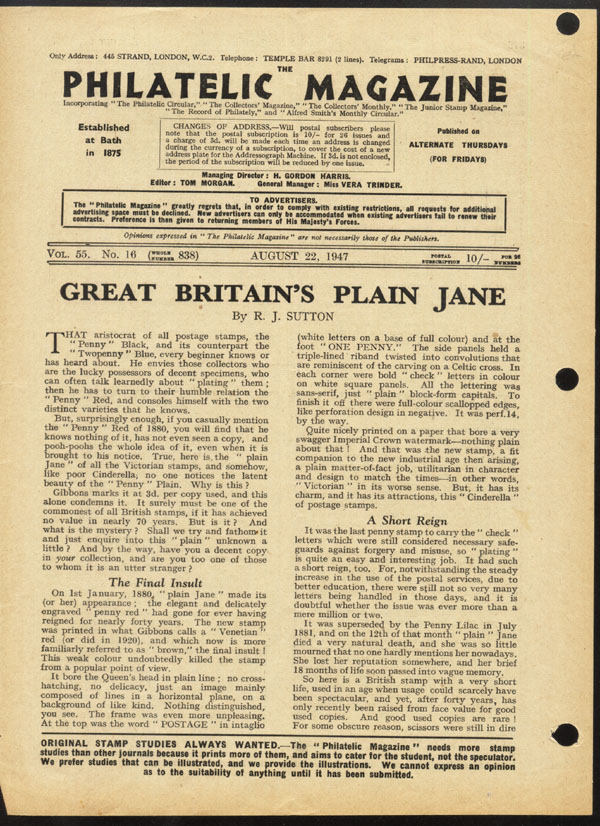 Only Address: 445 STRAND, LONDON, W.C.2. Telephone: TEMPLE BAR 8291 (2 lines). Telegrams: PHILPRESS-RAND, LONDON
THE
PHILATELIC MAGAZINE
Incorporating "The Philatelic Circular," "The Collectors' Magazine," "The Collectors' Monthly," "The Junior Stamp Magazine,"
"The Record of Philately," and "Alfred Smith's Monthly Circular."
Established
at Bath
in 1875
CHANGES OF ADDRESS.—Will postal subscribers please
note that the postal subscription is 10/- for 26 issues and
a charge of 3d. will be made each time an address is changed
during the currency of a subscription, to cover the cost of a new
address plate for the Addressograph Machine. If 3d. is not enclosed,
the period of the subscription will be reduced by one issue.
Published on
ALTERNATE THURSDAYS
(FOR FRIDAYS)
Managing Director: H. GORDON HARRIS.
Editor: TOM MORGAN. General Manager: Miss VERA TRINDER.
TO ADVERTISERS.
The "Philatelic Magazine" greatly regrets that, in order to comply with existing restrictions, all requests for additional
advertising space must be declined. New advertisers can only be accommodated when existing advertisers fail to renew their
contracts. Preference is then given to returning members of His Majesty's Forces.
Opinions expressed in "The Philatelic Magazine" are not necessarily those of the Publishers.
VOL. 55. No. 16 (WHOLE NUMBER 838) AUGUST 22, 1947 POSTAL SUBSCRIPTION 10/- FOR 26 NUMBERS
GREAT BRITAIN'S PLAIN JANE
By R. J. SUTTON
THAT aristocrat of all postage stamps, the
"Penny" Black, and its counterpart the
"Twopenny" Blue, every beginner knows or
has heard about. He envies those collectors who
are the lucky possessors of decent specimens, who
can often talk learnedly about "plating" them;
then he has to turn to their humble relation the
"Penny" Red, and consoles himself with the two
distinct varieties that he knows.
But, surprisingly enough, if you casually mention
the "Penny" Red of 1880, you will find that he
knows nothing of it, has not even seen a copy, and
pooh-poohs the whole idea of it, even when it is
brought to his notice. True, here is the "plain
Jane" of all the Victorian stamps, and somehow,
like poor Cinderella, no one notices the latent
beauty of the "Penny" Plain. Why is this?
Gibbons marks it at 3d. per copy used, and this
alone condemns it. It surely must be one of the
commonest of all British stamps, if it has achieved
no value in nearly 70 years. But is it? And
what is the mystery? Shall we try and fathom it
and just enquire into this "plain" unknown a
little? And by the way, have you a decent copy
in your collection, and are you too one of those
to whom it is an utter stranger?
The Final Insult
On 1st January, 1880, "plain Jane" made its
(or her) appearance; the elegant and delicately
engraved "penny red" had gone for ever having
reigned for nearly forty years. The new stamp
was printed in what Gibbons calls a "Venetian"
red (or did in 1920), and which now is more
familiarly referred to as "brown," the final insult!
This weak colour undoubtedly killed the stamp
from a popular point of view.
It bore the Queen's head in plain line; no cross-
hatching, no delicacy, just an image mainly
composed of lines in a horizontal plane, on a
background of like kind. Nothing distinguished,
you see. The frame was even more unpleasing.
At the top was the word "POSTAGE" in intaglio
(white letters on a base of full colour) and at the
foot "ONE PENNY." The side panels held a
triple-lined riband twisted into convolutions that
are reminiscent of the carving on a Celtic cross. In
each corner were bold "check" letters in colour
on white square panels. All the lettering was
sans-serif, just "plain" block-form capitals. To
finish it off there were full-colour scalloped edges,
like perforation design in negative. It was perf.14,
by the way.
Quite nicely printed on a paper that bore a very
swagger Imperial Crown watermark—nothing plain
about that! And that was the new stamp, a fit
companion to the new industrial age then arising,
a plain matter-of-fact job, utilitarian in character
and design to match the times—in other words,
"Victorian" in its worse sense. But, it has its
charm, and it has its attractions, this "Cinderella"
of postage stamps.
A Short Reign
It was the last penny stamp to carry the "check"
letters which were still considered necessary safe-
guards against forgery and misuse, so "plating"
is quite an easy and interesting job. It had such
a short reign, too. For, notwithstanding the steady
increase in the use of the postal services, due to
better education, there were still not so very many
letters being handled in those days, and it is
doubtful whether the issue was ever more than a
mere million or two.
It was superseded by the Penny Lilac in July
1881, and on the 12th of that month "plain" Jane
died a very natural death, and she was so little
mourned that no one hardly mentions her nowadays.
She lost her reputation somewhere, and her brief
18 months of life soon passed into vague memory.
So here is a British stamp with a very short
life, used in an age when usage could scarcely have
been spectacular, and yet, after forty years, has
only recently been raised from face value for good
used copies. And good used copies are rare!
For some obscure reason, scissors were still in dire
ORIGINAL STAMP STUDIES ALWAYS WANTED.—The "Philatelic Magazine" needs more stamp
studies than other journals because it prints more of them, and aims to cater for the student, not the speculator.
We prefer studies that can be illustrated, and we provide the illustrations. We cannot express an opinion
as to the suitability of anything until it has been submitted.